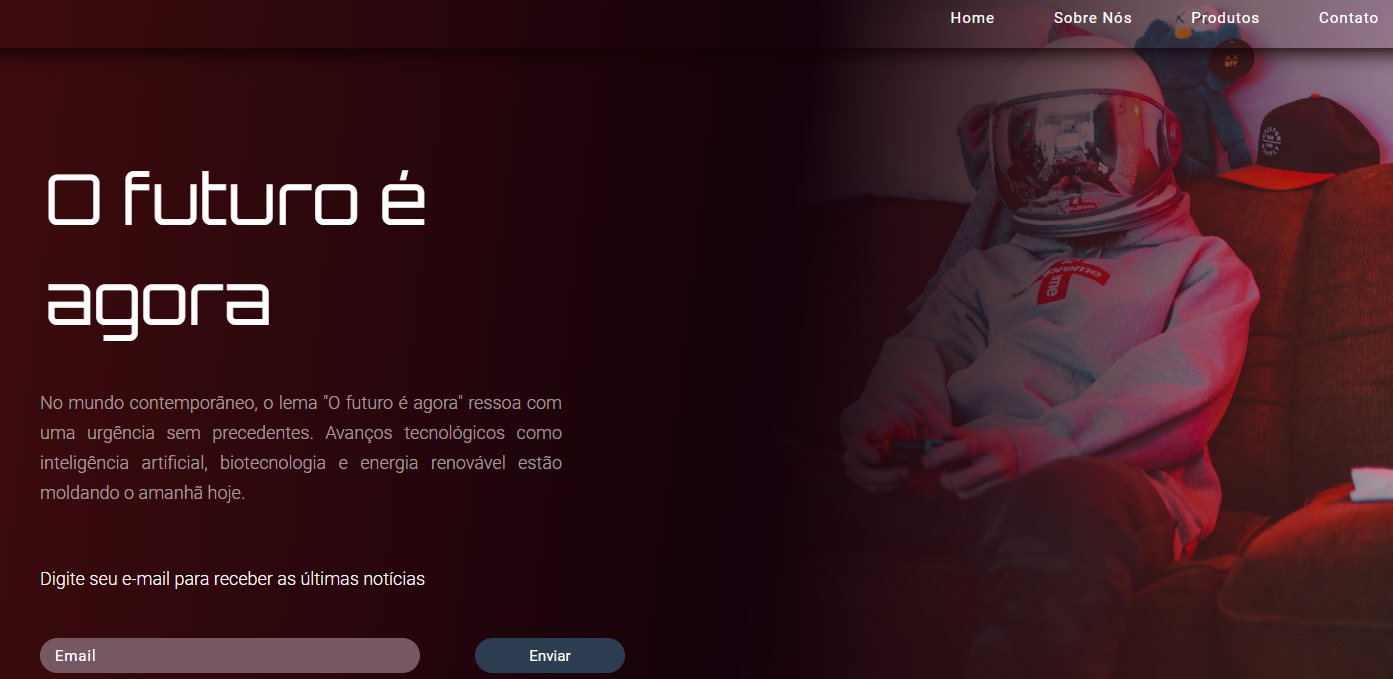 Home Sobre Nós Produtos Contato
BFF
O futuro é
agora
No mundo contemporâneo, o lema "O futuro é agora" ressoa com
uma urgência sem precedentes. Avanços tecnológicos como
inteligência artificial, biotecnologia e energia renovável estão
moldando o amanhã hoje.
Digite seu e-mail para receber as últimas notícias
Email Enviar